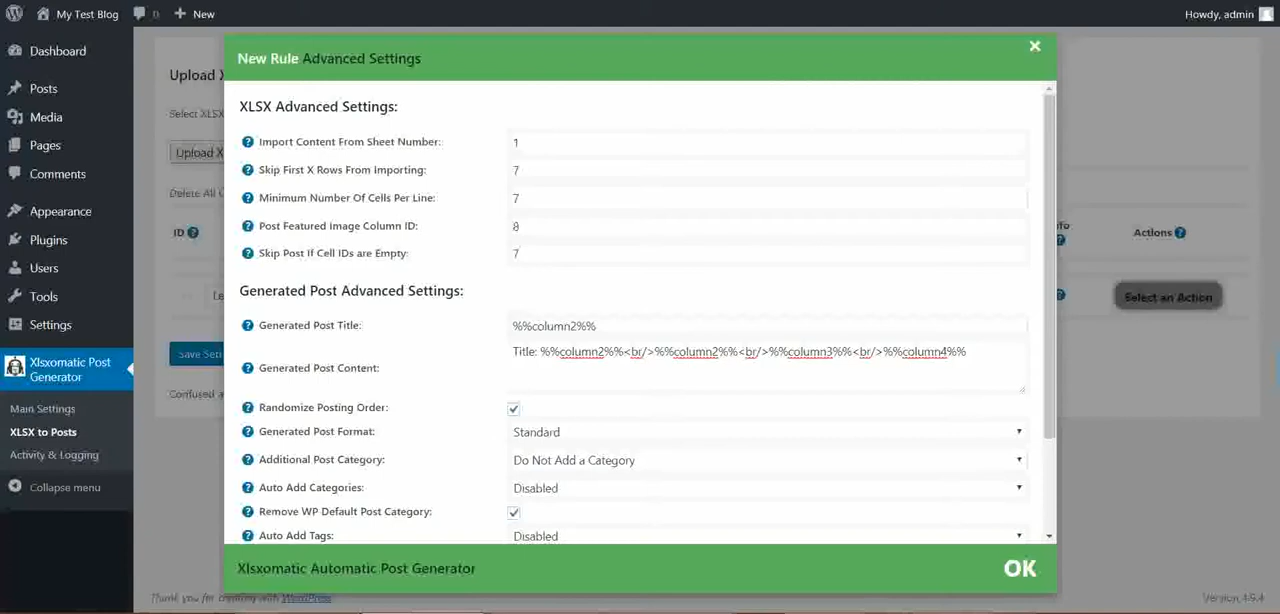 My Test Blog
0
New
Howdy, admin
Dashboard
Posts
Media
Pages
Comments
Appearance
Plugins
Users
Tools
Settings
Xlsxomatic Post
Generator
Main Settings
XLSX to Posts
Activity & Logging
Collapse menu
Upload X
Select XLSX
Upload X
Delete All
ID
Actions
Select an Action
Save Sett
Confused a
Thank you for creating with WordPress
Version 4.9.4
New Rule Advanced Settings
XLSX Advanced Settings:
Import Content From Sheet Number: 1
Skip First X Rows From Importing: 7
Minimum Number Of Cells Per Line: 7
Post Featured Image Column ID: 8
Skip Post If Cell IDs are Empty: 7
Generated Post Advanced Settings:
Generated Post Title: %%column2%%
Title: %%column2%%<br/>%%column2%%<br/>%%column3%%<br/>%%column4%%
Generated Post Content:
Randomize Posting Order:
Generated Post Format: Standard
Additional Post Category: Do Not Add a Category
Auto Add Categories: Disabled
Remove WP Default Post Category:
Auto Add Tags: Disabled
Xlsxomatic Automatic Post Generator
OK